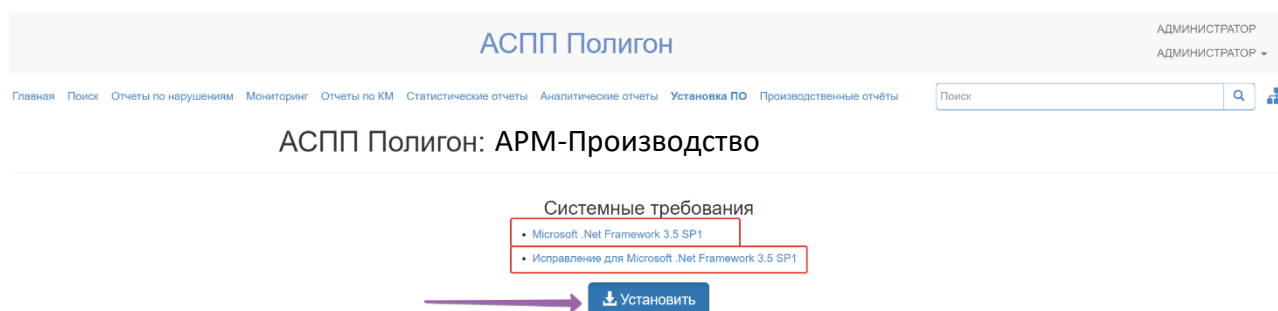 АСПП Полигон
АДМИНИСТРАТОР
АДМИНИСТРАТОР
Главная Поиск Отчеты по нарушениям Мониторинг Отчеты по КМ Статистические отчеты Аналитические отчеты Установка ПО Производственные отчёты Поиск
АСПП Полигон: АРМ-Производство
Системные требования
• Microsoft .Net Framework 3.5 SP1
• Исправление для Microsoft .Net Framework 3.5 SP1
Установить